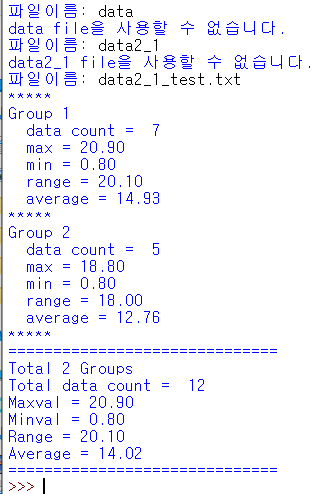 파일이름: data
data file을 사용할 수 없습니다.
파일이름: data2_1
data2_1 file을 사용할 수 없습니다.
파일이름: data2_1_test.txt
*****
Group 1
  data count =  7
  max = 20.90
  min = 0.80
  range = 20.10
  average = 14.93
*****
Group 2
  data count =  5
  max = 18.80
  min = 0.80
  range = 18.00
  average = 12.76
*****
==============================
Total 2 Groups
Total data count =  12
Maxval = 20.90
Minval = 0.80
Range = 20.10
Average = 14.02
==============================
>>>